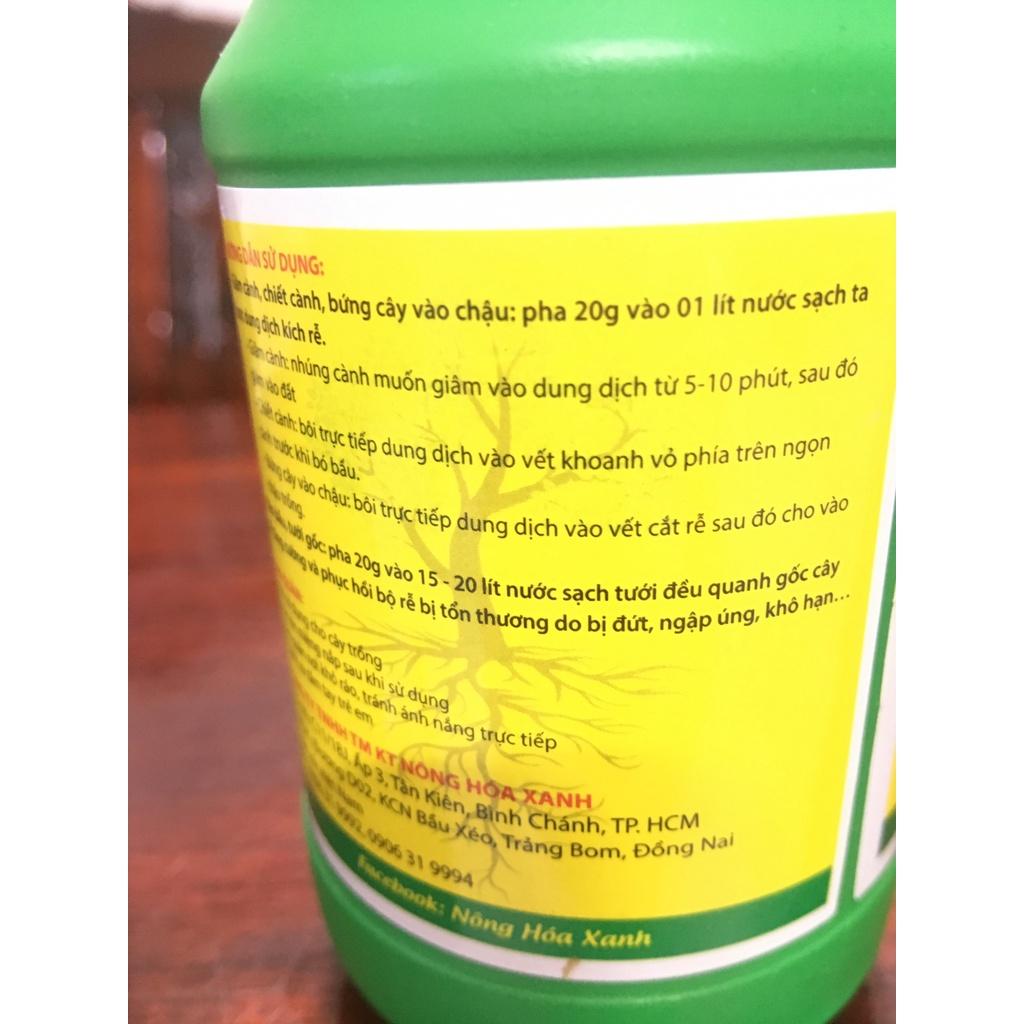 DẪN SỬ DỤNG:
cành, chiết cành, bứng cây vào chậu: pha 20g vào 01 lít nước sạch ta
dung dịch kích rễ.
- Giâm cành: nhúng cành muốn giâm vào dung dịch từ 5-10 phút, sau đó
vào đất
cành: bôi trực tiếp dung dịch vào vết khoanh vỏ phía trên ngọn
trước khi bó bầu.
cây vào chậu: bôi trực tiếp dung dịch vào vết cắt rễ sau đó cho vào
trồng.
tưới gốc: pha 20g vào 15 - 20 lít nước sạch tưới đều quanh gốc cây
và phục hồi bộ rễ bị tổn thương do bị đứt, ngập úng, khô hạn...
cho cây trồng
nắp sau khi sử dụng
khô ráo, tránh ánh nắng trực tiếp
tay trẻ em
TNHH TM KT NÔNG HÓA XANH
Ấp 3, Tân Kiên, Bình Chánh, TP. HCM
D02, KCN Bầu Xéo, Trảng Bom, Đồng Nai
Nam
0906 31 9994
Facebook: Nông Hóa Xanh